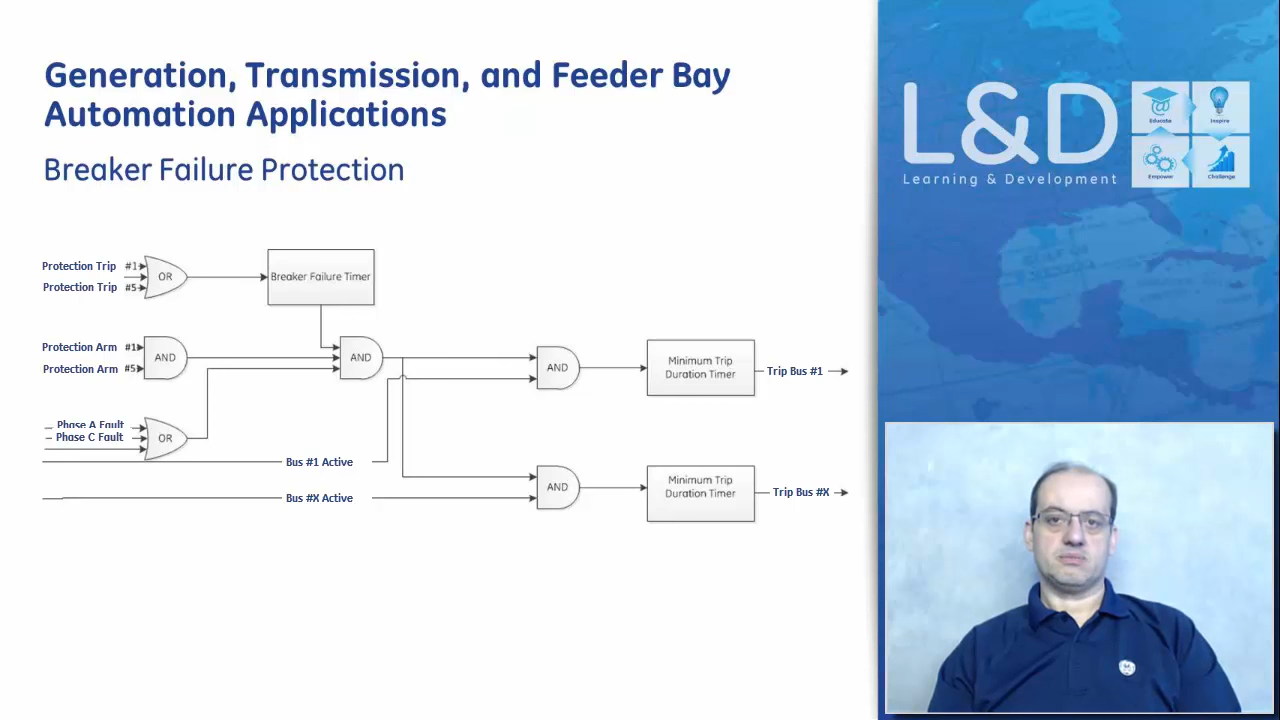 Generation, Transmission, and Feeder Bay
Automation Applications
Breaker Failure Protection
L&D
Learning & Development
Educate
Inspire
Empower
Challenge
Protection Trip #1
Protection Trip #5
OR
Breaker Failure Timer
Protection Arm #1
Protection Arm #5
AND
AND
AND
Minimum Trip
Duration Timer
Trip Bus #1
Phase A Fault
Phase C Fault
OR
Bus #1 Active
Bus #X Active
AND
Minimum Trip
Duration Timer
Trip Bus #X